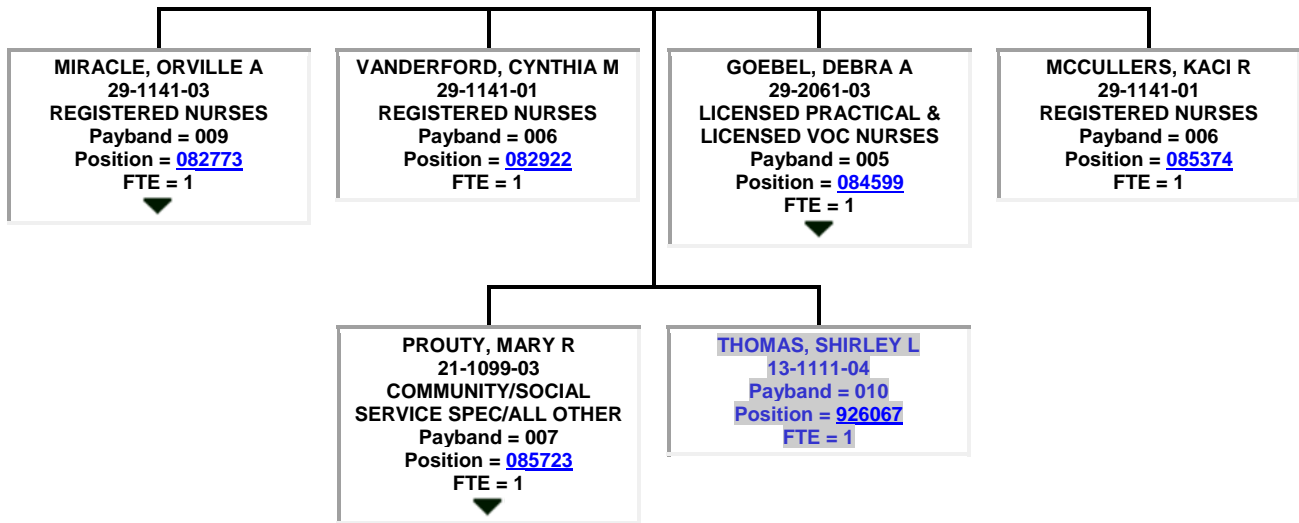 MIRACLE, ORVILLE A
29-1141-03
REGISTERED NURSES
Payband = 009
Position = 082773
FTE = 1
VANDERFORD, CYNTHIA M
29-1141-01
REGISTERED NURSES
Payband = 006
Position = 082922
FTE = 1
GOEBEL, DEBRA A
29-2061-03
LICENSED PRACTICAL &
LICENSED VOC NURSES
Payband = 005
Position = 084599
FTE = 1
MCCULLERS, KACI R
29-1141-01
REGISTERED NURSES
Payband = 006
Position = 085374
FTE = 1
PROUTY, MARY R
21-1099-03
COMMUNITY/SOCIAL
SERVICE SPEC/ALL OTHER
Payband = 007
Position = 085723
FTE = 1
THOMAS, SHIRLEY L
13-1111-04
Payband = 010
Position = 926067
FTE = 1